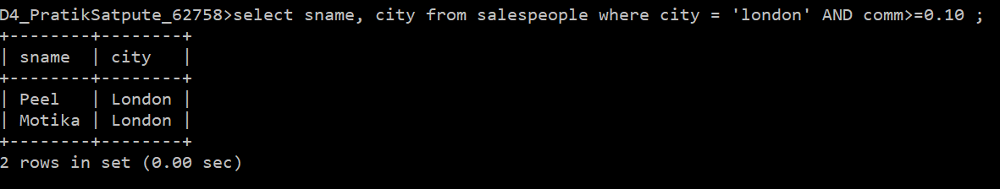 D4_PratikSatpute_62758>select sname, city from salespeople where city = 'london' AND comm>=0.10 ;
+--------+--------+
| sname  | city   |
+--------+--------+
| Peel   | London |
| Motika | London |
+--------+--------+
2 rows in set (0.00 sec)